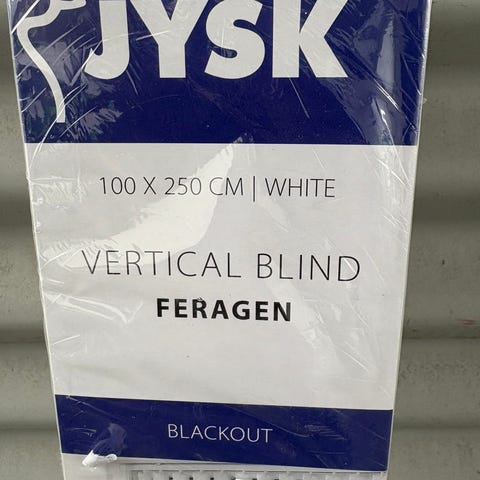 JYSK
100 X 250 CM | WHITE
VERTICAL BLIND
FERAGEN
BLACKOUT